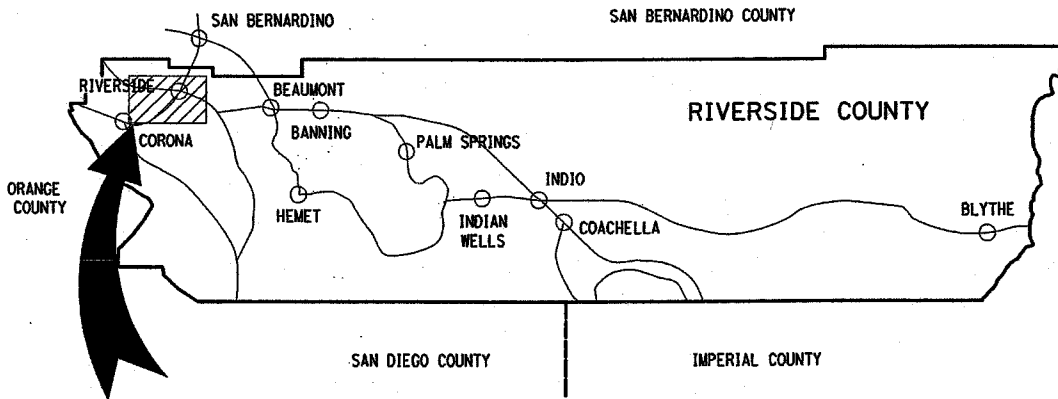 SAN BERNARDINO
SAN BERNARDINO COUNTY
RIVERSIDE
BEAUMONT
RIVERSIDE COUNTY
BANNING
CORONA
PALM SPRINGS
ORANGE
COUNTY
HEMET
INDIO
INDIAN
WELLS
COACHELLA
BLYTHE
SAN DIEGO COUNTY
IMPERIAL COUNTY